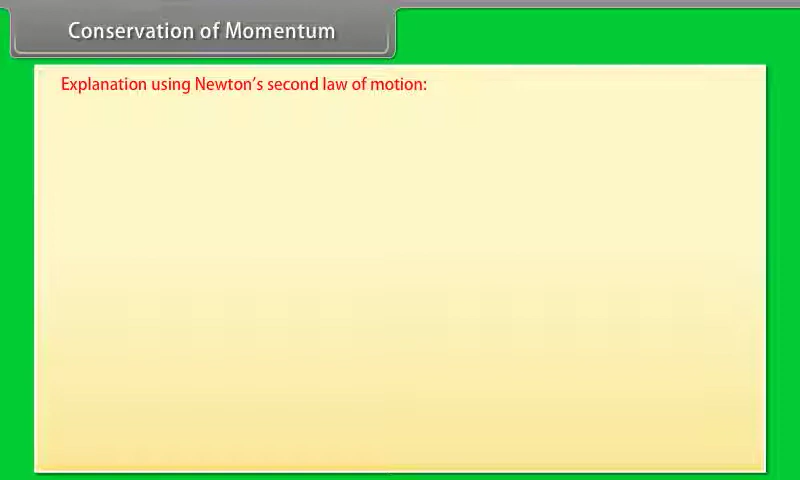 Conservation of Momentum
Explanation using Newton’s second law of motion: